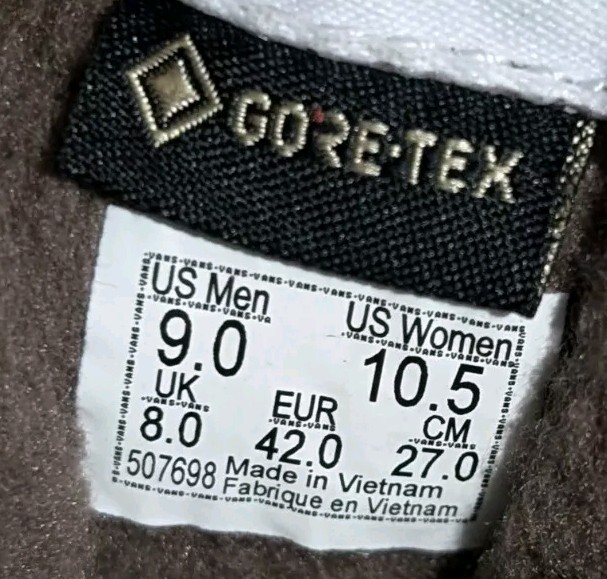 GORE-TEX
US Men US Women
9.0 10.5
UK EUR CM
8.0 42.0 27.0
507698 Made in Vietnam
Fabrique en Vietnam